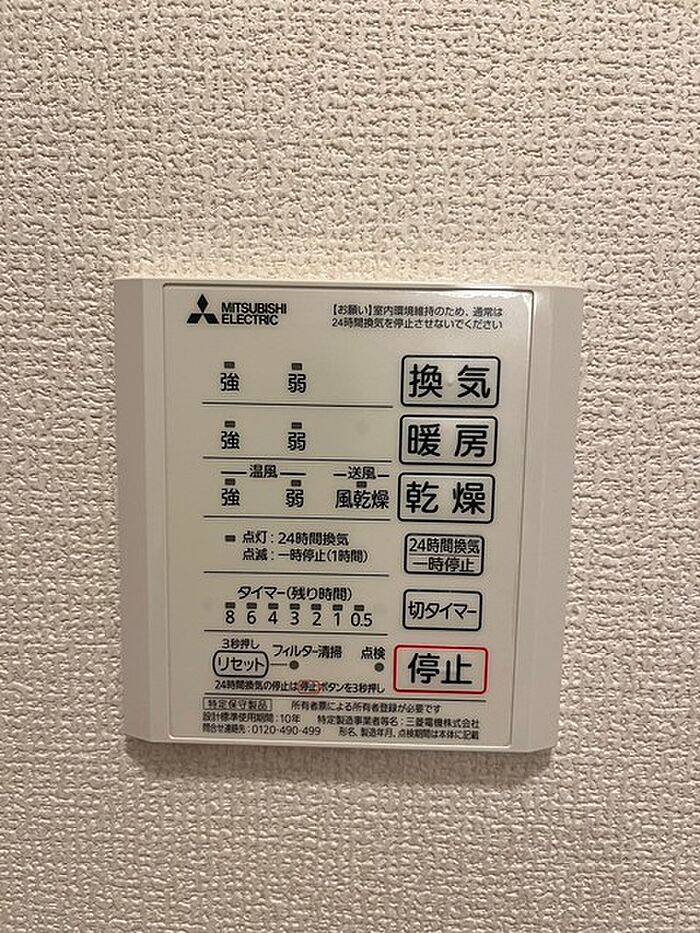 MITSUBISHI
ELECTRIC
【お願い】室内環境維持のため、通常は
24時間換気を停止させないでください
強 弱 換気
強 弱 暖房
温風 送風
強 弱 風乾燥 乾燥
点灯：24時間換気
点滅：一時停止(1時間)
24時間換気
一時停止
タイマー(残り時間)
8 6 4 3 2 1 0.5
切タイマー
3秒押し
リセット フィルター清掃 点検
停止
24時間換気の停止は停止ボタンを3秒押し
特定保守製品 所有者票による所有者登録が必要です
設計標準使用期間：10年 特定製造事業者等名：三菱電機株式会社
問合せ連絡先：0120-490-499 形名、製造年月、点検期間は本体に記載